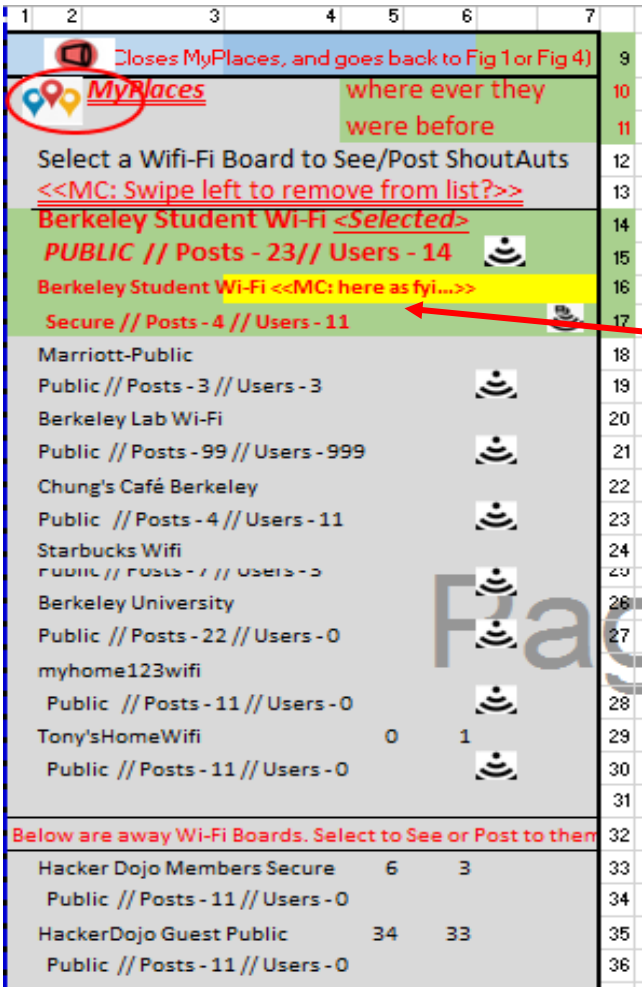 1 2 3 4 5 6 7
Closes MyPlaces, and goes back to Fig 1 or Fig 4) 9
MyPlaces where ever they 10
were before 11
Select a Wifi-Fi Board to See/Post ShoutAuts 12
<<MC: Swipe left to remove from list?>> 13
Berkeley Student Wi-Fi <Selected> 14
PUBLIC // Posts - 23// Users - 14 15
Berkeley Student Wi-Fi <<MC: here as fyi...>> 16
Secure // Posts - 4 // Users - 11 17
Marriott-Public 18
Public // Posts - 3 // Users - 3 19
Berkeley Lab Wi-Fi 20
Public // Posts - 99 // Users - 999 21
Chung's Café Berkeley 22
Public // Posts - 4 // Users - 11 23
Starbucks Wifi 24
Public // Posts - 7 // Users - 3 25
Berkeley University 26
Pag
Public // Posts - 22 // Users - 0 27
myhome123wifi
Public // Posts - 11 // Users - 0 28
Tony'sHomeWifi 0 1 29
Public // Posts - 11 // Users - 0 30
31
Below are away Wi-Fi Boards. Select to See or Post to them 32
Hacker Dojo Members Secure 6 3 33
Public // Posts - 11 // Users - 0 34
HackerDojo Guest Public 34 33 35
Public // Posts - 11 // Users - 0 36